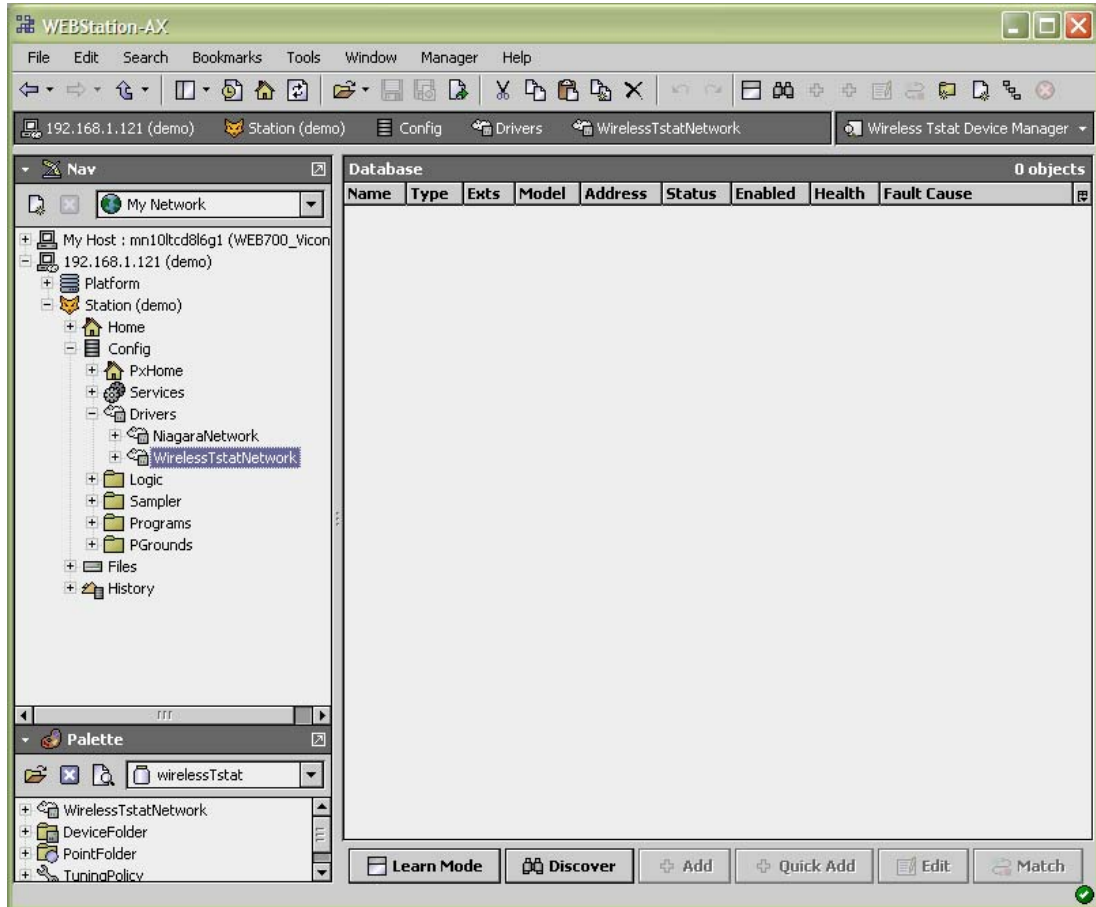 WEBStation-AX
File Edit Search Bookmarks Tools Window Manager Help
192.168.1.121 (demo) Station (demo) Config Drivers WirelessTstatNetwork Wireless Tstat Device Manager
Nav
My Network
My Host : mn10ltcd8l6g1 (WEB700_Vicon
192.168.1.121 (demo)
Platform
Station (demo)
Home
Config
PxHome
Services
Drivers
NiagaraNetwork
WirelessTstatNetwork
Logic
Sampler
Programs
PGrounds
Files
History
Palette
wirelessTstat
WirelessTstatNetwork
DeviceFolder
PointFolder
TuningPolicy
Database 0 objects
Name Type Exts Model Address Status Enabled Health Fault Cause
Learn Mode Discover Add Quick Add Edit Match